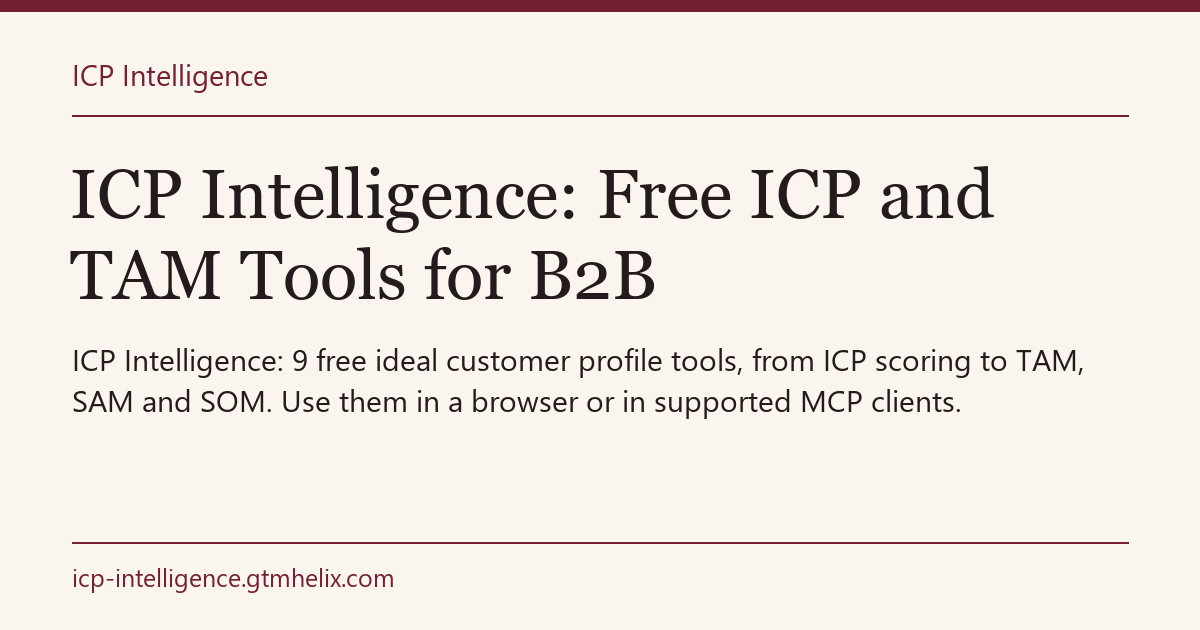 ICP Intelligence
ICP Intelligence: Free ICP and
TAM Tools for B2B
ICP Intelligence: 9 free ideal customer profile tools, from ICP scoring to TAM,
SAM and SOM. Use them in a browser or in supported MCP clients.
icp-intelligence.gtmhelix.com